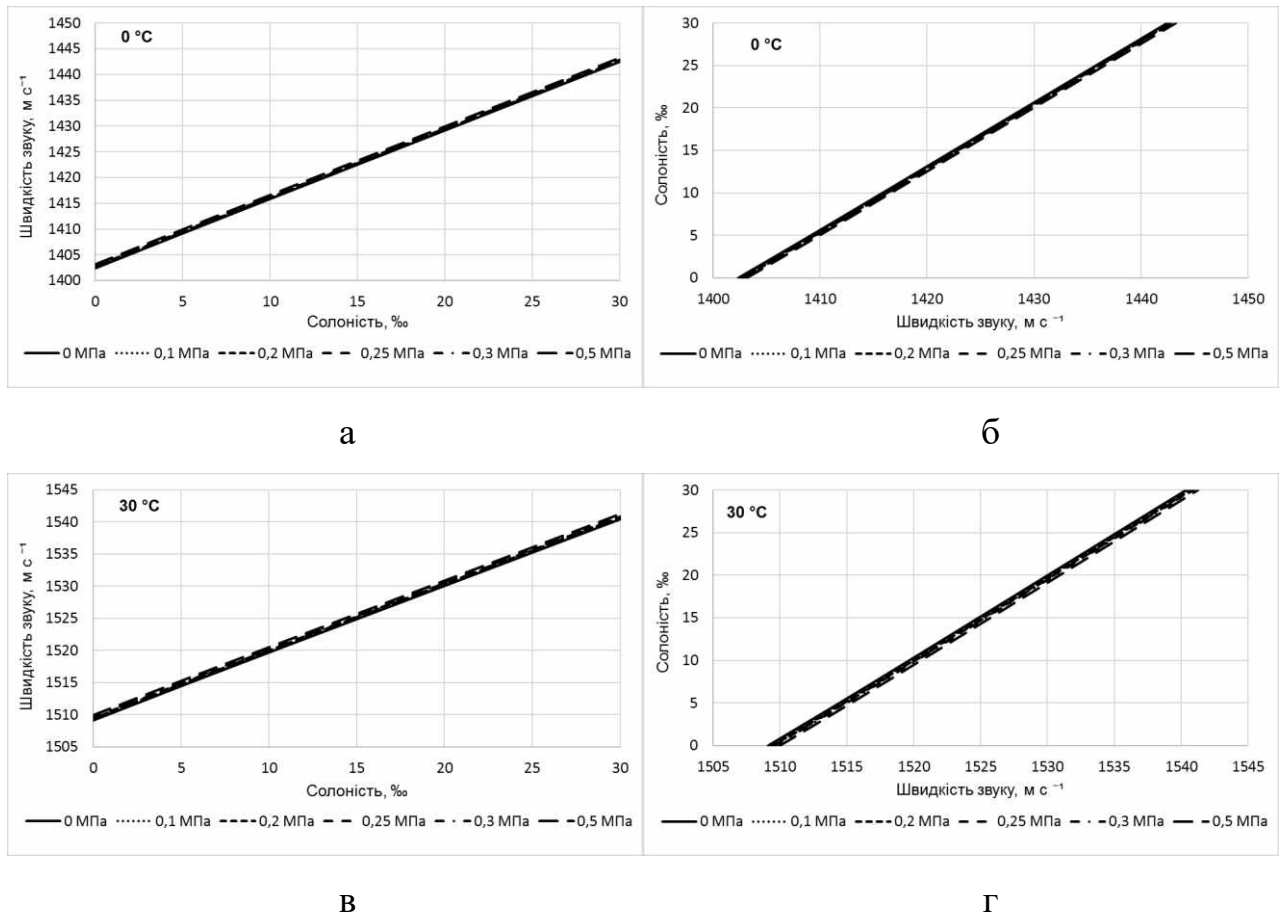 0 °C
Швидкість звуку, м с ⁻¹
1450
1445
1440
1435
1430
1425
1420
1415
1410
1405
1400
0 5 10 15 20 25 30
Солоність, ‰
0 МПа 0,1 МПа 0,2 МПа 0,25 МПа 0,3 МПа 0,5 МПа
а
0 °C
Солоність, ‰
30
25
20
15
10
5
0
1400 1410 1420 1430 1440 1450
Швидкість звуку, м с ⁻¹
0 МПа 0,1 МПа 0,2 МПа 0,25 МПа 0,3 МПа 0,5 МПа
б
30 °C
Швидкість звуку, м с ⁻¹
1545
1540
1535
1530
1525
1520
1515
1510
1505
0 5 10 15 20 25 30
Солоність, ‰
0 МПа 0,1 МПа 0,2 МПа 0,25 МПа 0,3 МПа 0,5 МПа
в
30 °C
Солоність, ‰
30
25
20
15
10
5
0
1505 1510 1515 1520 1525 1530 1535 1540 1545
Швидкість звуку, м с ⁻¹
0 МПа 0,1 МПа 0,2 МПа 0,25 МПа 0,3 МПа 0,5 МПа
г